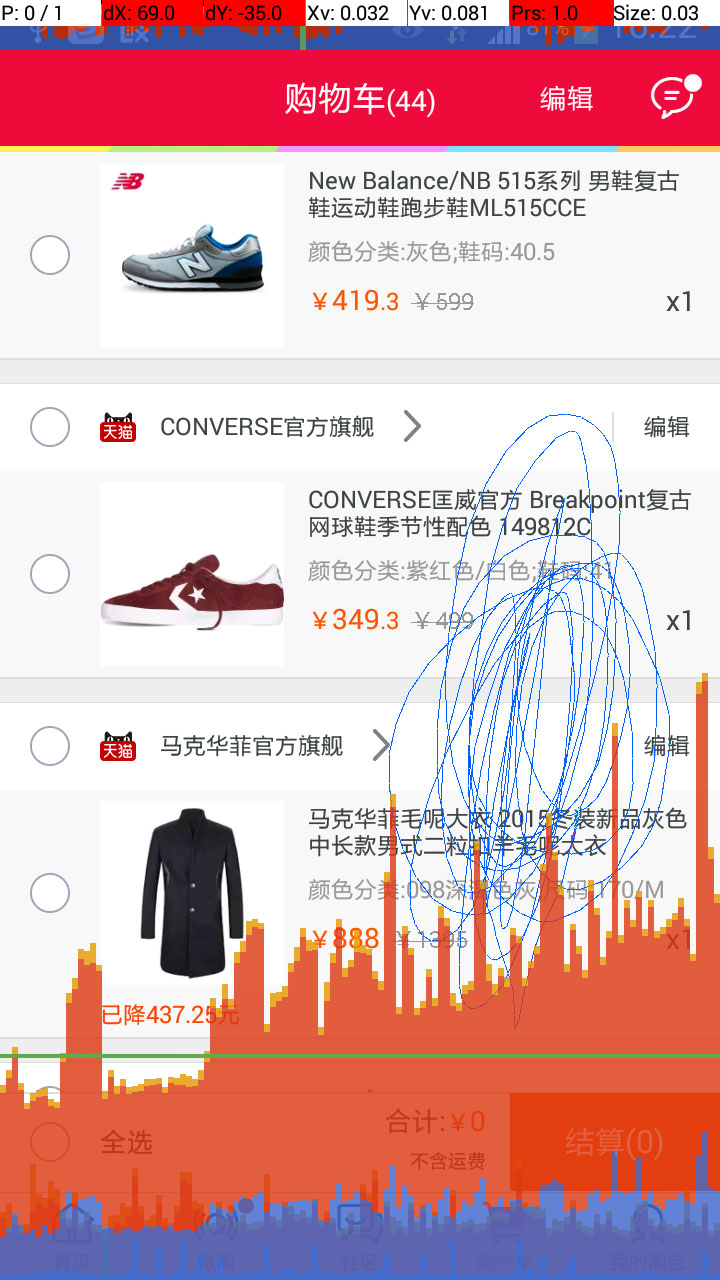 P: 0 / 1 dX: 69.0 dY: -35.0 Xv: 0.032 Yv: 0.081 Prs: 1.0 Size: 0.03
81% 16:22
购物车(44) 编辑
NB
New Balance/NB 515系列 男鞋复古
鞋运动鞋跑步鞋ML515CCE
颜色分类:灰色;鞋码:40.5
￥419.3 ￥599 x1
天猫 CONVERSE官方旗舰 编辑
CONVERSE匡威官方 Breakpoint复古
网球鞋季节性配色 149812C
颜色分类:紫红色/白色;鞋码:41
￥349.3 ￥499 x1
天猫 马克华菲官方旗舰 编辑
马克华菲毛呢大衣 2015冬装新品灰色
中长款男式二粒扣羊毛呢大衣
颜色分类:098深满色灰 尺码:170/M
￥888 ￥1395 x1
已降437.25元
全选 合计:￥0 结算(0)
不含运费
首页 微淘 社区 购物车 我的淘宝